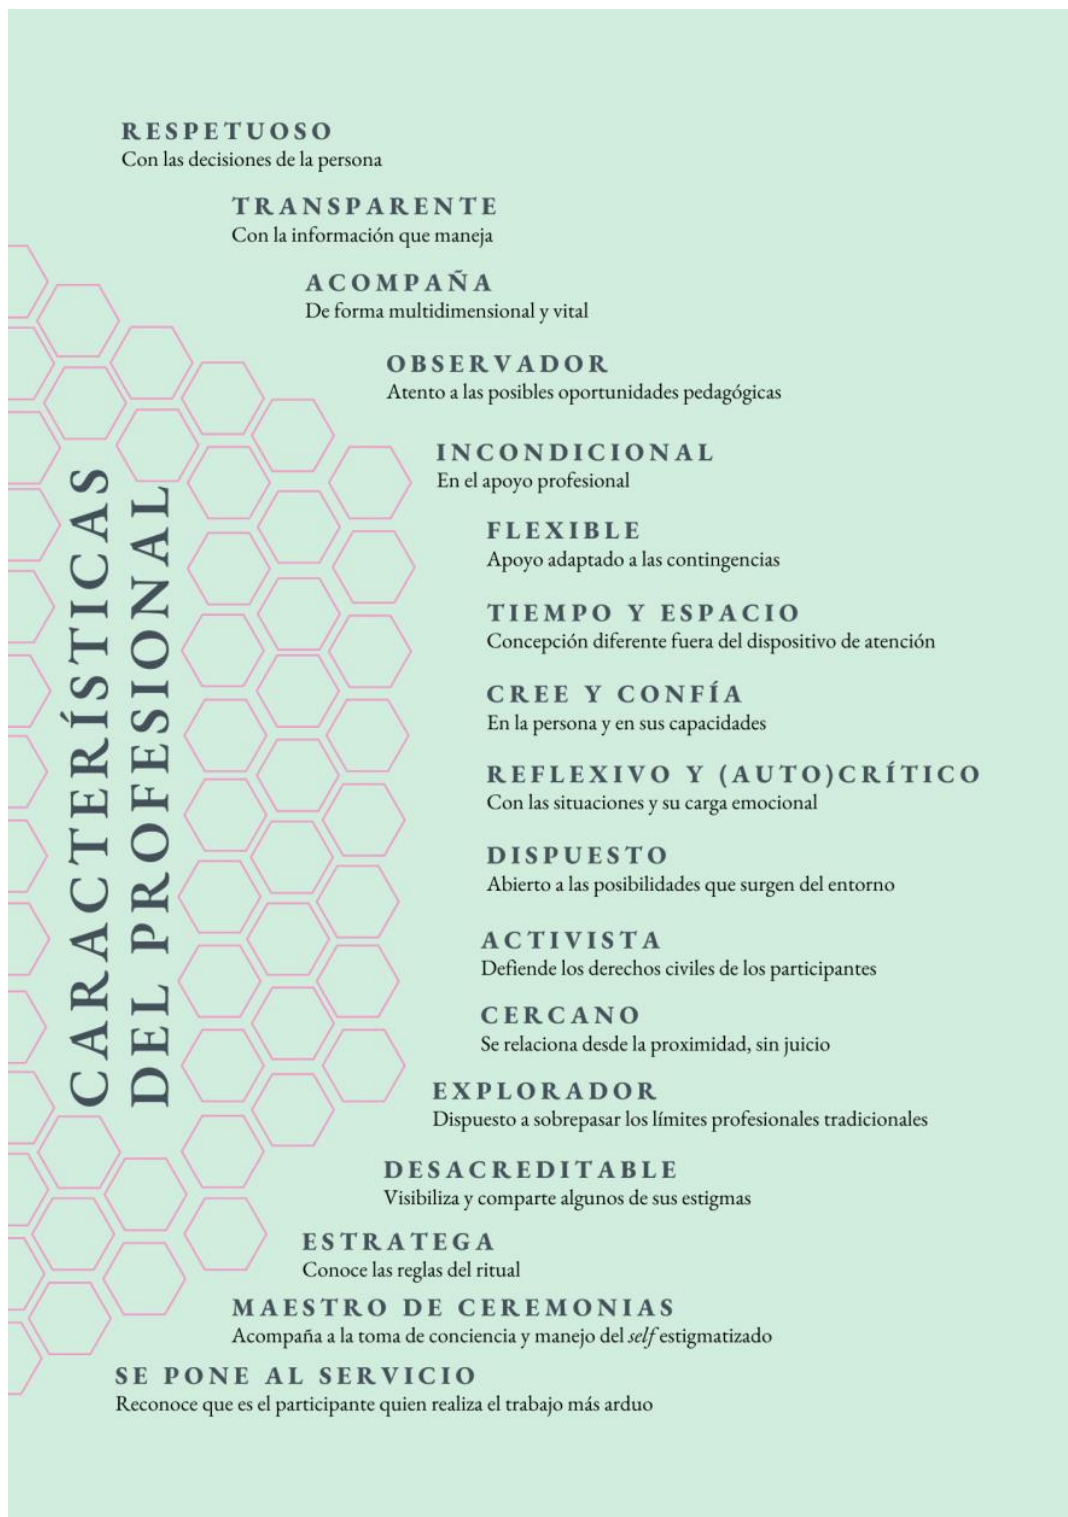 RESPETUOSO
Con las decisiones de la persona
TRANSPARENTE
Con la información que maneja
ACOMPAÑA
De forma multidimensional y vital
OBSERVADOR
Atento a las posibles oportunidades pedagógicas
INCONDICIONAL
En el apoyo profesional
FLEXIBLE
Apoyo adaptado a las contingencias
TIEMPO Y ESPACIO
Concepción diferente fuera del dispositivo de atención
CREE Y CONFÍA
En la persona y en sus capacidades
REFLEXIVO Y (AUTO)CRÍTICO
Con las situaciones y su carga emocional
DISPUESTO
Abierto a las posibilidades que surgen del entorno
ACTIVISTA
Defiende los derechos civiles de los participantes
CERCANO
Se relaciona desde la proximidad, sin juicio
EXPLORADOR
Dispuesto a sobrepasar los límites profesionales tradicionales
DESACREDITABLE
Visibiliza y comparte algunos de sus estigmas
ESTRATEGA
Conoce las reglas del ritual
MAESTRO DE CEREMONIAS
Acompaña a la toma de conciencia y manejo del self estigmatizado
SE PONE AL SERVICIO
Reconoce que es el participante quien realiza el trabajo más arduo
CARACTERÍSTICAS
DEL PROFESIONAL